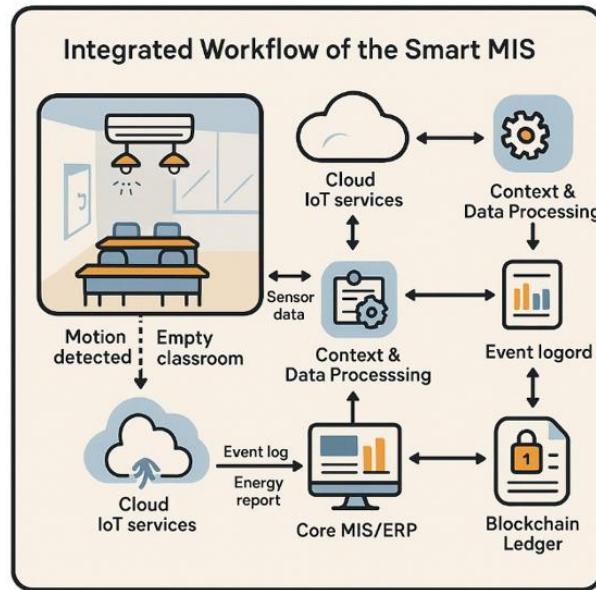 Integrated Workflow of the Smart MIS
Cloud
IoT services
Context &
Data Processing
Sensor
data
Context &
Data Processsing
Event logord
Motion
detected
Empty
classroom
Cloud
IoT services
Event log
Energy
report
Core MIS/ERP
1
Blockchain
Ledger